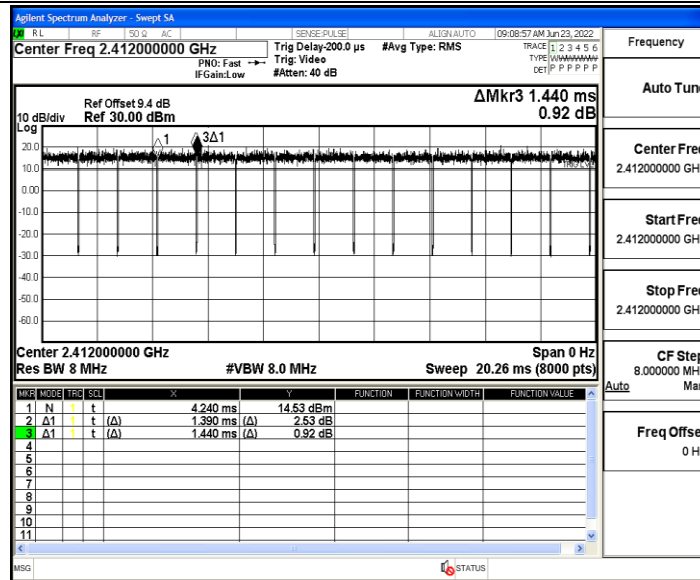 Agilent Spectrum Analyzer - Swept SA
RL RF 50 Ω AC SENSE:PULSE ALIGNAUTO 09:08:57 AM Jun 23, 2022
Center Freq 2.412000000 GHz
PNO: Fast
IFGain:Low
Trig Delay-200.0 µs
Trig: Video
#Atten: 40 dB
#Avg Type: RMS
TRACE 1 2 3 4 5 6
TYPE
DET P P P P P P
Frequency
Auto Tune
ΔMkr3 1.440 ms
0.92 dB
Ref Offset 9.4 dB
10 dB/div Ref 30.00 dBm
Log
1
3Δ1
20.0
10.0
0.00
-10.0
-20.0
-30.0
-40.0
-50.0
-60.0
Center Freq
2.412000000 GH
Start Freq
2.412000000 GH
Stop Freq
2.412000000 GH
CF Step
8.000000 MH
Auto Man
Freq Offse
0 H
Center 2.412000000 GHz Span 0 Hz
Res BW 8 MHz #VBW 8.0 MHz Sweep 20.26 ms (8000 pts)
MKR MODE TRC SCL X Y FUNCTION FUNCTION WIDTH FUNCTION VALUE
1 N 1 t 4.240 ms 14.53 dBm
2 Δ1 1 t (Δ) 1.390 ms (Δ) 2.53 dB
3 Δ1 1 t (Δ) 1.440 ms (Δ) 0.92 dB
4
5
6
7
8
9
10
11
MSG STATUS